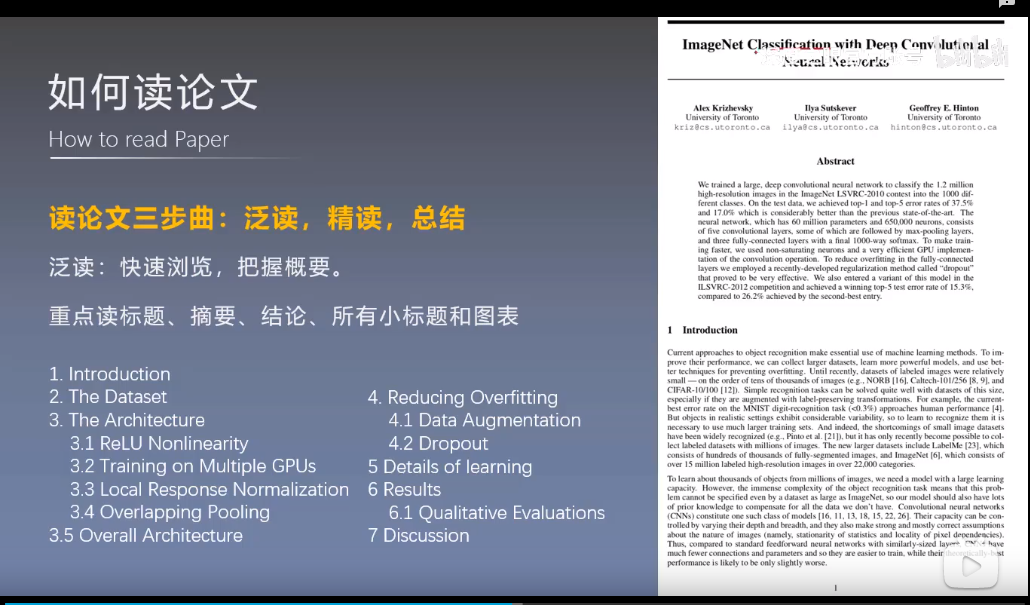 如何读论文
How to read Paper
读论文三步曲：泛读，精读，总结
泛读：快速浏览，把握概要。
重点读标题、摘要、结论、所有小标题和图表
1. Introduction
2. The Dataset
3. The Architecture
3.1 ReLU Nonlinearity
3.2 Training on Multiple GPUs
3.3 Local Response Normalization
3.4 Overlapping Pooling
3.5 Overall Architecture
4. Reducing Overfitting
4.1 Data Augmentation
4.2 Dropout
5 Details of learning
6 Results
6.1 Qualitative Evaluations
7 Discussion
ImageNet Classification with Deep Convolutional
Neural Networks
Alex Krizhevsky
University of Toronto
kriz@cs.utoronto.ca
Ilya Sutskever
University of Toronto
ilya@cs.utoronto.ca
Geoffrey E. Hinton
University of Toronto
hinton@cs.utoronto.ca
Abstract
We trained a large, deep convolutional neural network to classify the 1.2 million
high-resolution images in the ImageNet LSVRC-2010 contest into the 1000 dif-
ferent classes. On the test data, we achieved top-1 and top-5 error rates of 37.5%
and 17.0% which is considerably better than the previous state-of-the-art. The
neural network, which has 60 million parameters and 650,000 neurons, consists
of five convolutional layers, some of which are followed by max-pooling layers,
and three fully-connected layers with a final 1000-way softmax. To make train-
ing faster, we used non-saturating neurons and a very efficient GPU implemen-
tation of the convolution operation. To reduce overfitting in the fully-connected
layers we employed a recently-developed regularization method called "dropout"
that proved to be very effective. We also entered a variant of this model in the
ILSVRC-2012 competition and achieved a winning top-5 test error rate of 15.3%,
compared to 26.2% achieved by the second-best entry.
1 Introduction
Current approaches to object recognition make essential use of machine learning methods. To im-
prove their performance, we can collect larger datasets, learn more powerful models, and use bet-
ter techniques for preventing overfitting. Until recently, datasets of labeled images were relatively
small — on the order of tens of thousands of images (e.g., NORB [16], Caltech-101/256 [8, 9], and
CIFAR-10/100 [12]). Simple recognition tasks can be solved quite well with datasets of this size,
especially if they are augmented with label-preserving transformations. For example, the current-
best error rate on the MNIST digit-recognition task (<0.3%) approaches human performance [4].
But objects in realistic settings exhibit considerable variability, so to learn to recognize them it is
necessary to use much larger training sets. And indeed, the shortcomings of small image datasets
have been widely recognized (e.g., Pinto et al. [21]), but it has only recently become possible to col-
lect labeled datasets with millions of images. The new larger datasets include LabelMe [23], which
consists of hundreds of thousands of fully-segmented images, and ImageNet [6], which consists of
over 15 million labeled high-resolution images in over 22,000 categories.
To learn about thousands of objects from millions of images, we need a model with a large learning
capacity. However, the immense complexity of the object recognition task means that this prob-
lem cannot be specified even by a dataset as large as ImageNet, so our model should also have lots
of prior knowledge to compensate for all the data we don't have. Convolutional neural networks
(CNNs) constitute one such class of models [16, 11, 13, 18, 15, 22, 26]. Their capacity can be con-
trolled by varying their depth and breadth, and they also make strong and mostly correct assumptions
about the nature of images (namely, stationarity of statistics and locality of pixel dependencies).
Thus, compared to standard feedforward neural networks with similarly-sized layers, CNNs have
much fewer connections and parameters and so they are easier to train, while their theoretically-best
performance is likely to be only slightly worse.
1